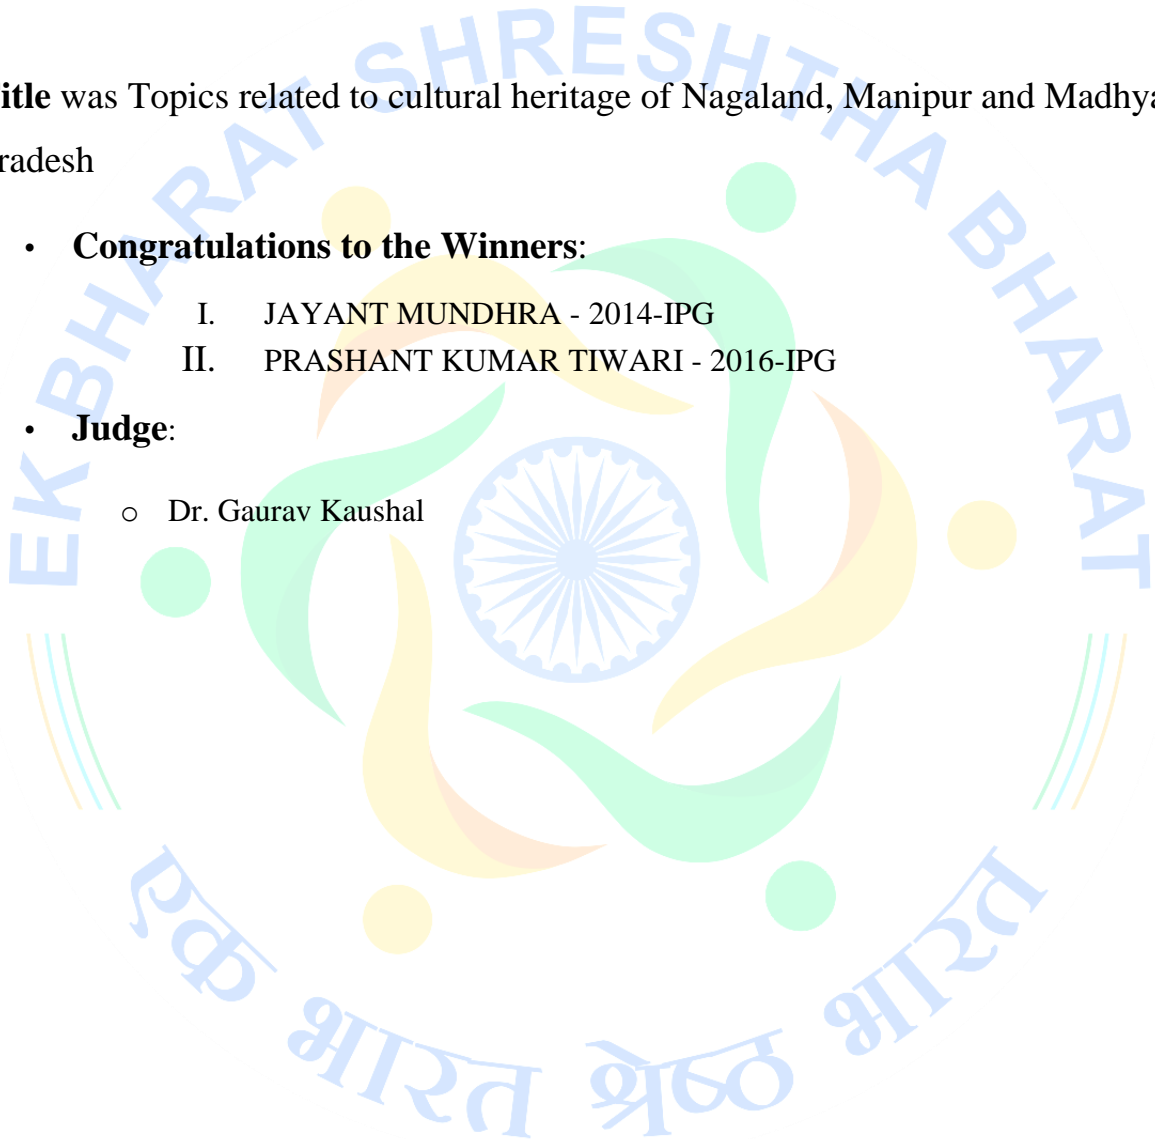 itle was Topics related to cultural heritage of Nagaland, Manipur and Madhya
radesh
• Congratulations to the Winners:
I. JAYANT MUNDHRA - 2014-IPG
II. PRASHANT KUMAR TIWARI - 2016-IPG
• Judge:
o Dr. Gaurav Kaushal
EK BHARAT SHRESHTHA BHARAT
एक भारत श्रेष्ठ भारत